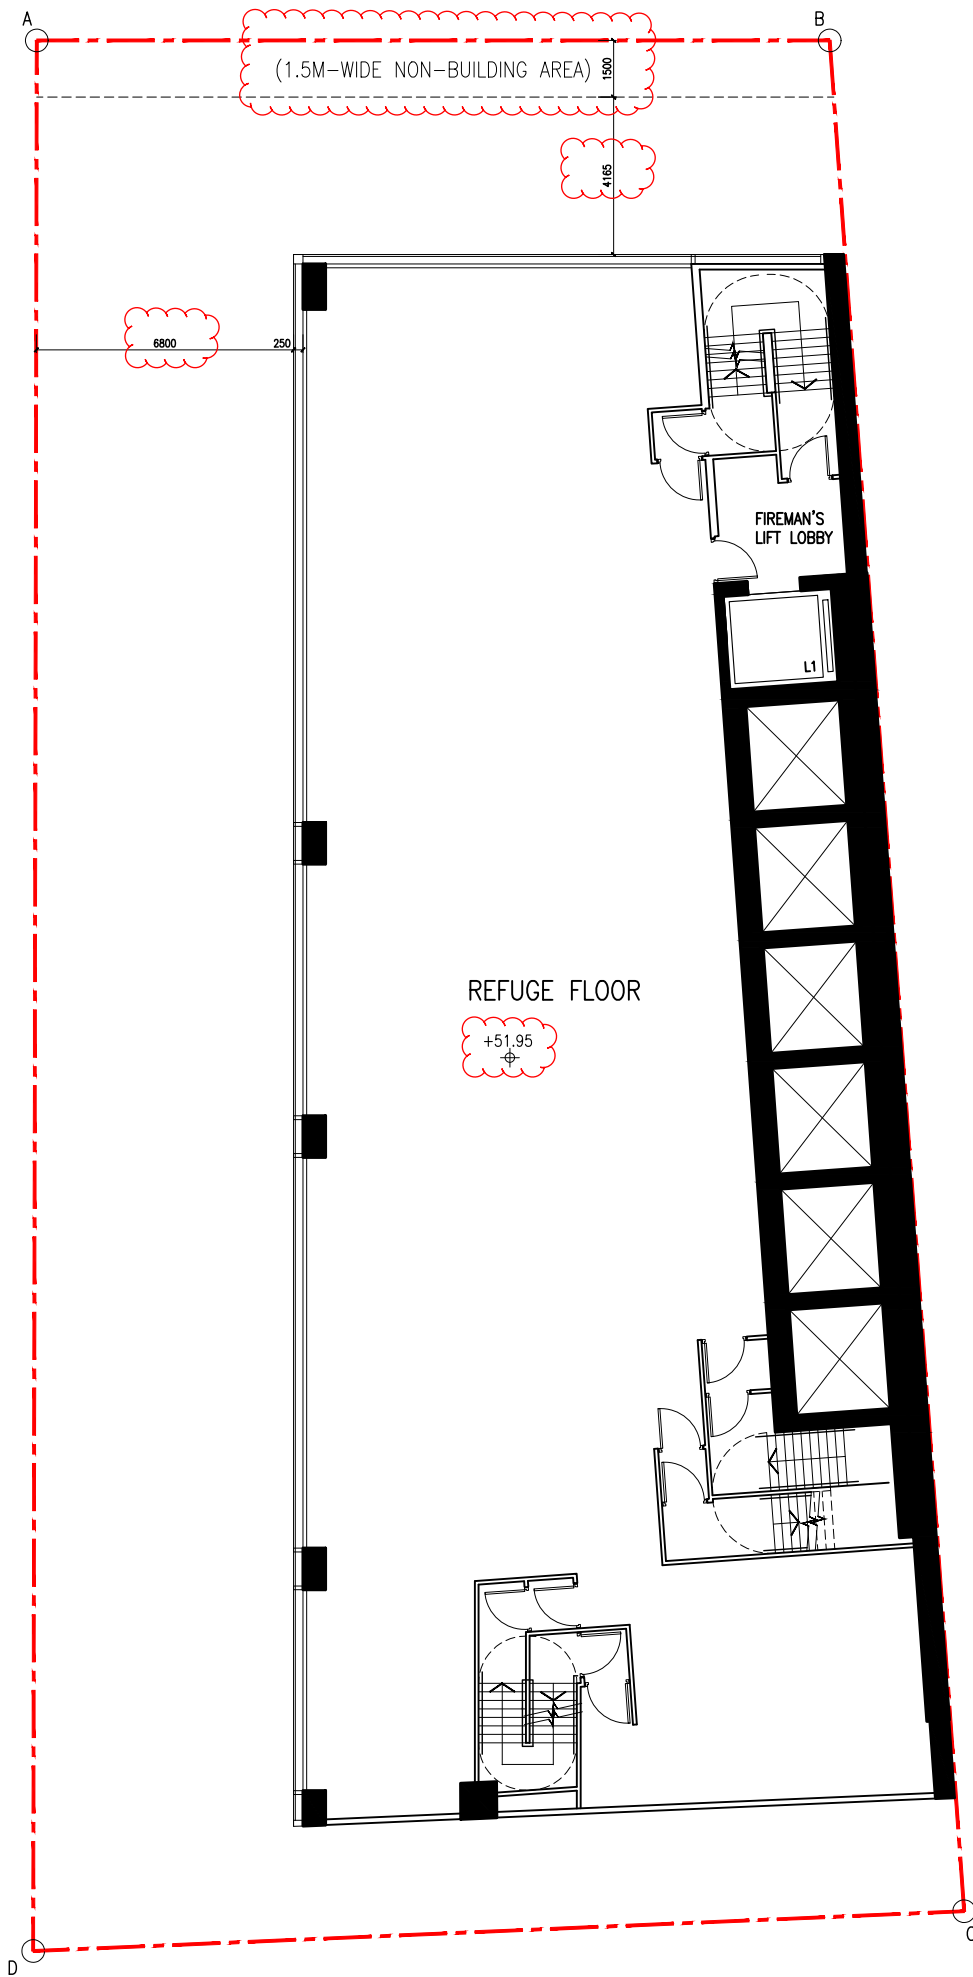 A
B
(1.5M-WIDE NON-BUILDING AREA)
1500
4165
6800
250
FIREMAN'S
LIFT LOBBY
L1
REFUGE FLOOR
+51.95
C
D